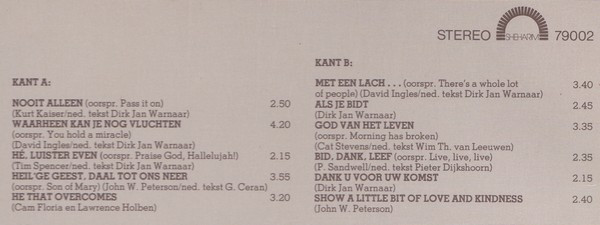 STEREO SHEHARIM 79002
KANT A:
NOOIT ALLEEN (oorspr. Pass it on) 2.50
(Kurt Kaiser/ned. tekst Dirk Jan Warnaar)
WAARHEEN KAN JE NOG VLUCHTEN 4.20
(oorspr. You hold a miracle)
(David Ingles/ned. tekst Dirk Jan Warnaar)
HÉ, LUISTER EVEN (oorspr. Praise God, Hallelujah!) 2.15
(Tim Spencer/ned. tekst Dirk Jan Warnaar)
HEIL'GE GEEST, DAAL TOT ONS NEER 3.55
(oorspr. Son of Mary) (John W. Peterson/ned. tekst G. Ceran)
HE THAT OVERCOMES 3.20
(Cam Floria en Lawrence Holben)
KANT B:
MET EEN LACH . . . (oorspr. There's a whole lot 3.40
of people) (David Ingles/ned. tekst Dirk Jan Warnaar)
ALS JE BIDT 2.45
(Dirk Jan Warnaar)
GOD VAN HET LEVEN 3.35
(oorspr. Morning has broken)
(Cat Stevens/ned. tekst Wim Th. van Leeuwen)
BID, DANK, LEEF (oorspr. Live, live, live) 2.35
(P. Sandwell/ned. tekst Pieter Dijkshoorn)
DANK U VOOR UW KOMST 2.15
(Dirk Jan Warnaar)
SHOW A LITTLE BIT OF LOVE AND KINDNESS 2.40
(John W. Peterson)